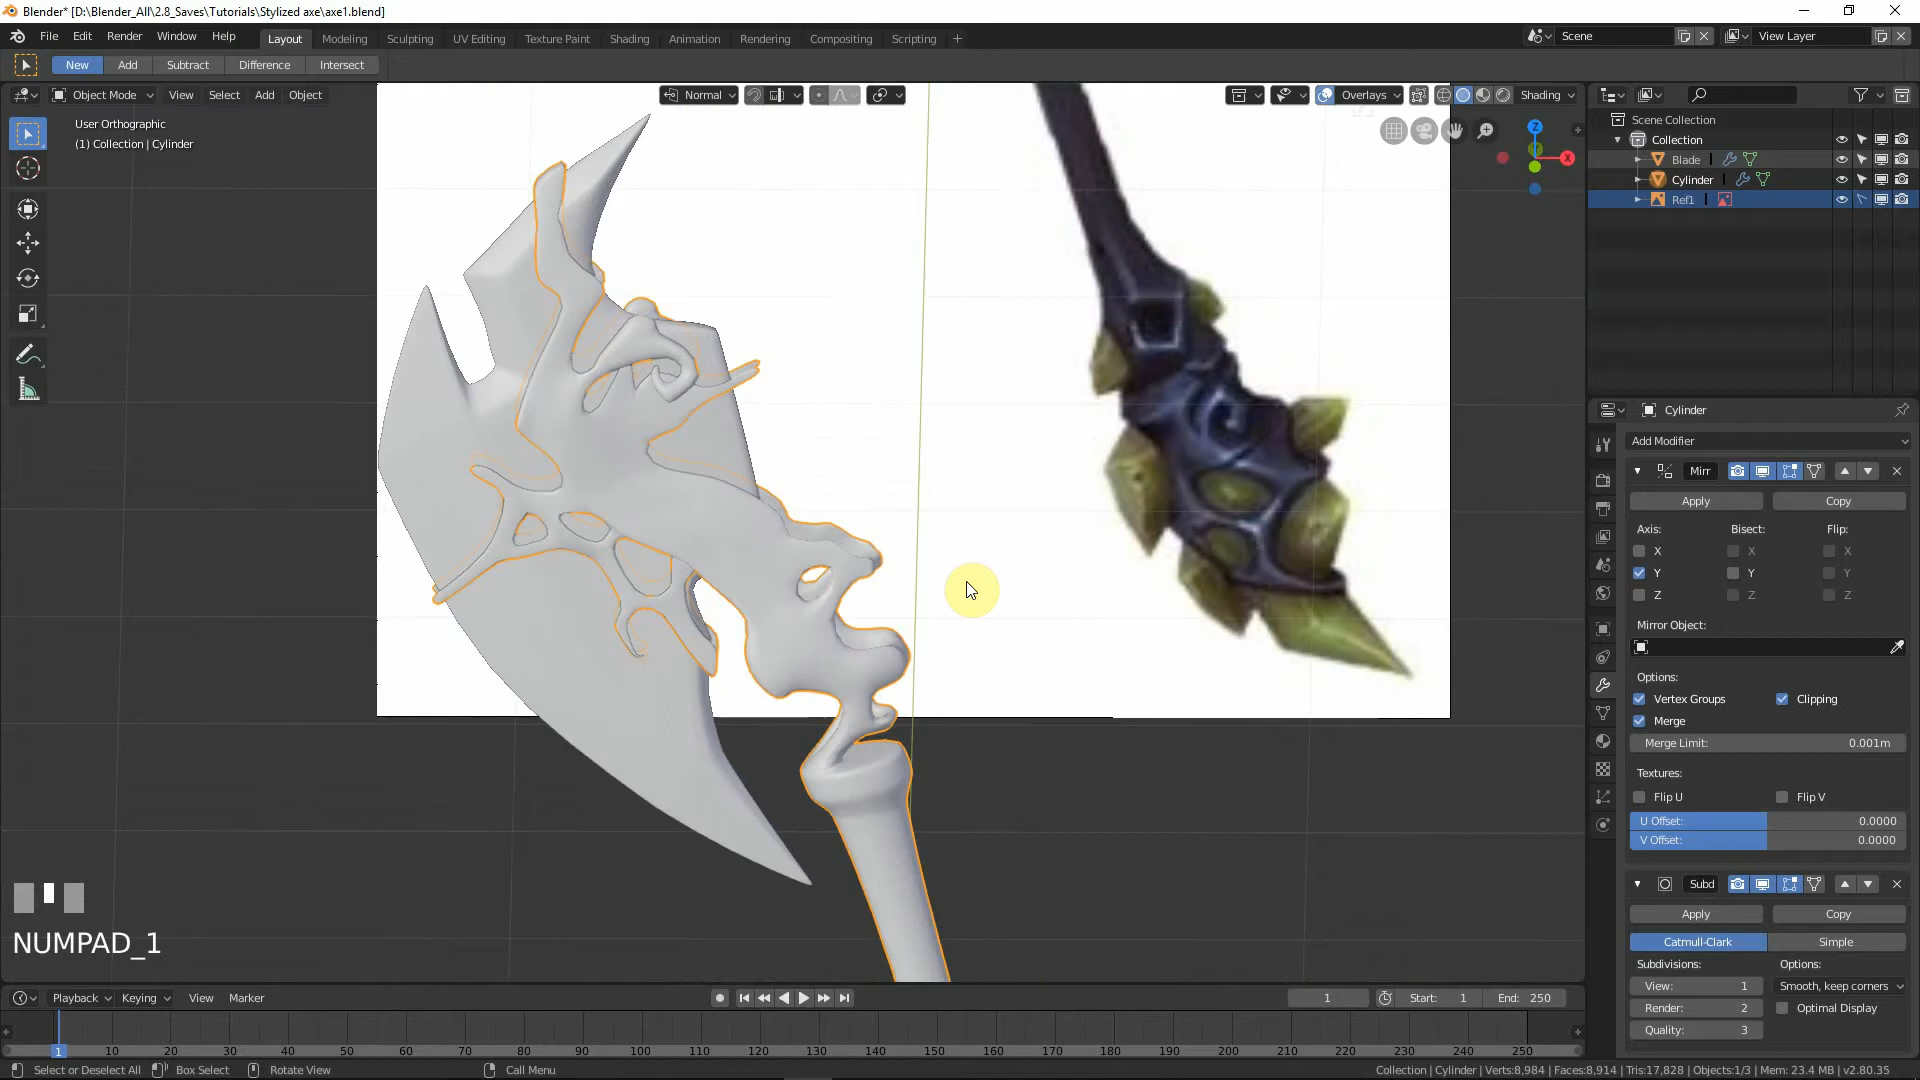 Blender* [D:\Blender_All\2.8_Saves\Tutorials\Stylized axe\axe1.blend]
File Edit Render Window Help Layout Modeling Sculpting UV Editing Texture Paint Shading Animation Rendering Compositing Scripting + Scene View Layer
New Add Subtract Difference Intersect
Object Mode View Select Add Object Normal Overlays Shading
User Orthographic
(1) Collection | Cylinder
Z
X
Scene Collection
Collection
Blade
Cylinder
Ref1
Cylinder
Add Modifier
Mirr
Apply Copy
Axis: Bisect: Flip:
X X X
Y Y Y
Z Z Z
Mirror Object:
Options:
Vertex Groups Clipping
Merge
Merge Limit: 0.001m
Textures:
Flip U Flip V
U Offset: 0.0000
V Offset: 0.0000
Subd
Apply Copy
Catmull-Clark Simple
Subdivisions: Options:
View: 1 Smooth, keep corners
Render: 2 Optimal Display
Quality: 3
NUMPAD_1
Playback Keying View Marker 1 Start: 1 End: 250
1 10 20 30 40 50 60 70 80 90 100 110 120 130 140 150 160 170 180 190 200 210 220 230 240 250
Select or Deselect All Box Select Rotate View Call Menu Collection | Cylinder | Verts:8,984 | Faces:8,914 | Tris:17,828 | Objects:1/3 | Mem: 23.4 MB | v2.80.35